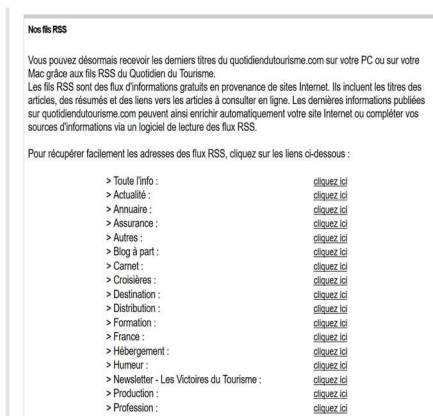 Nos fils RSS
Vous pouvez désormais recevoir les derniers titres du quotidiendutourisme.com sur votre PC ou sur votre
Mac grâce aux fils RSS du Quotidien du Tourisme.
Les fils RSS sont des flux d'informations gratuits en provenance de sites Internet. Ils incluent les titres des
articles, des résumés et des liens vers les articles à consulter en ligne. Les dernières informations publiées
sur quotidiendutourisme.com peuvent ainsi enrichir automatiquement votre site Internet ou compléter vos
sources d'informations via un logiciel de lecture des flux RSS.
Pour récupérer facilement les adresses des flux RSS, cliquez sur les liens ci-dessous :
> Toute l'info : cliquez ici
> Actualité : cliquez ici
> Annuaire : cliquez ici
> Assurance : cliquez ici
> Autres : cliquez ici
> Blog à part : cliquez ici
> Carnet : cliquez ici
> Croisières : cliquez ici
> Destination : cliquez ici
> Distribution : cliquez ici
> Formation : cliquez ici
> France : cliquez ici
> Hébergement : cliquez ici
> Humeur : cliquez ici
> Newsletter - Les Victoires du Tourisme : cliquez ici
> Production : cliquez ici
> Profession : cliquez ici